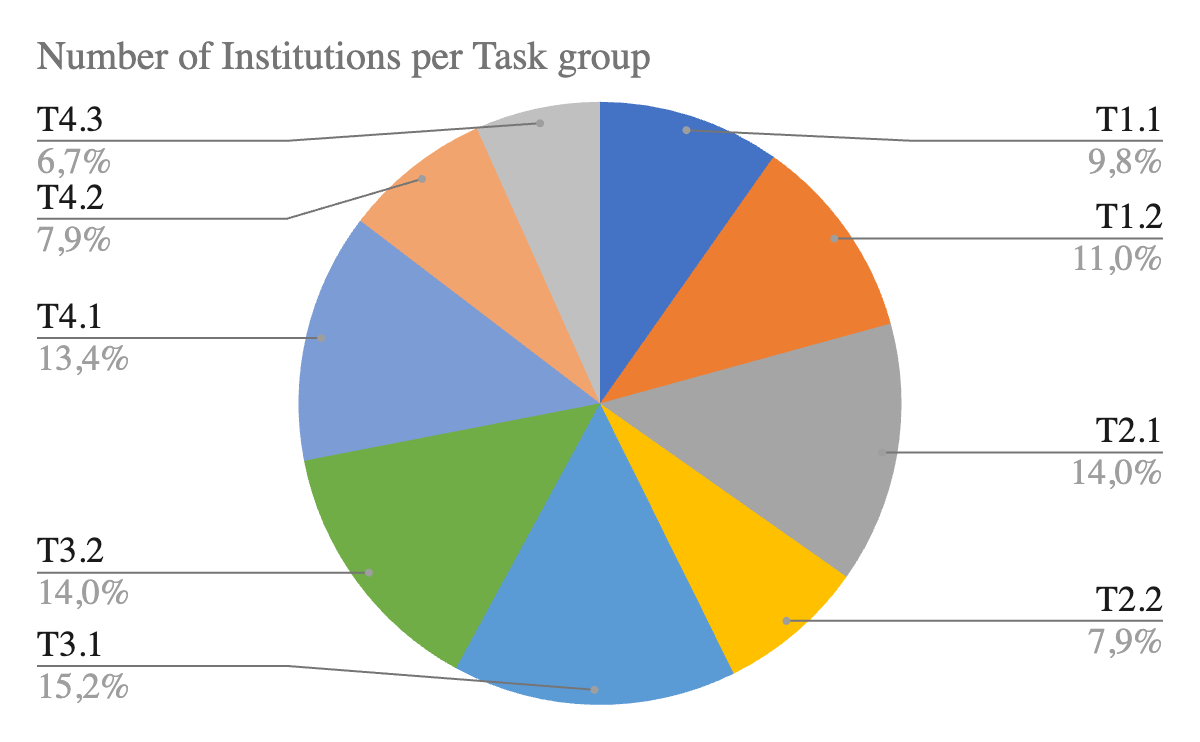 Number of Institutions per Task group
T4.3
6,7%
T4.2
7,9%
T4.1
13,4%
T3.2
14,0%
T3.1
15,2%
T1.1
9,8%
T1.2
11,0%
T2.1
14,0%
T2.2
7,9%